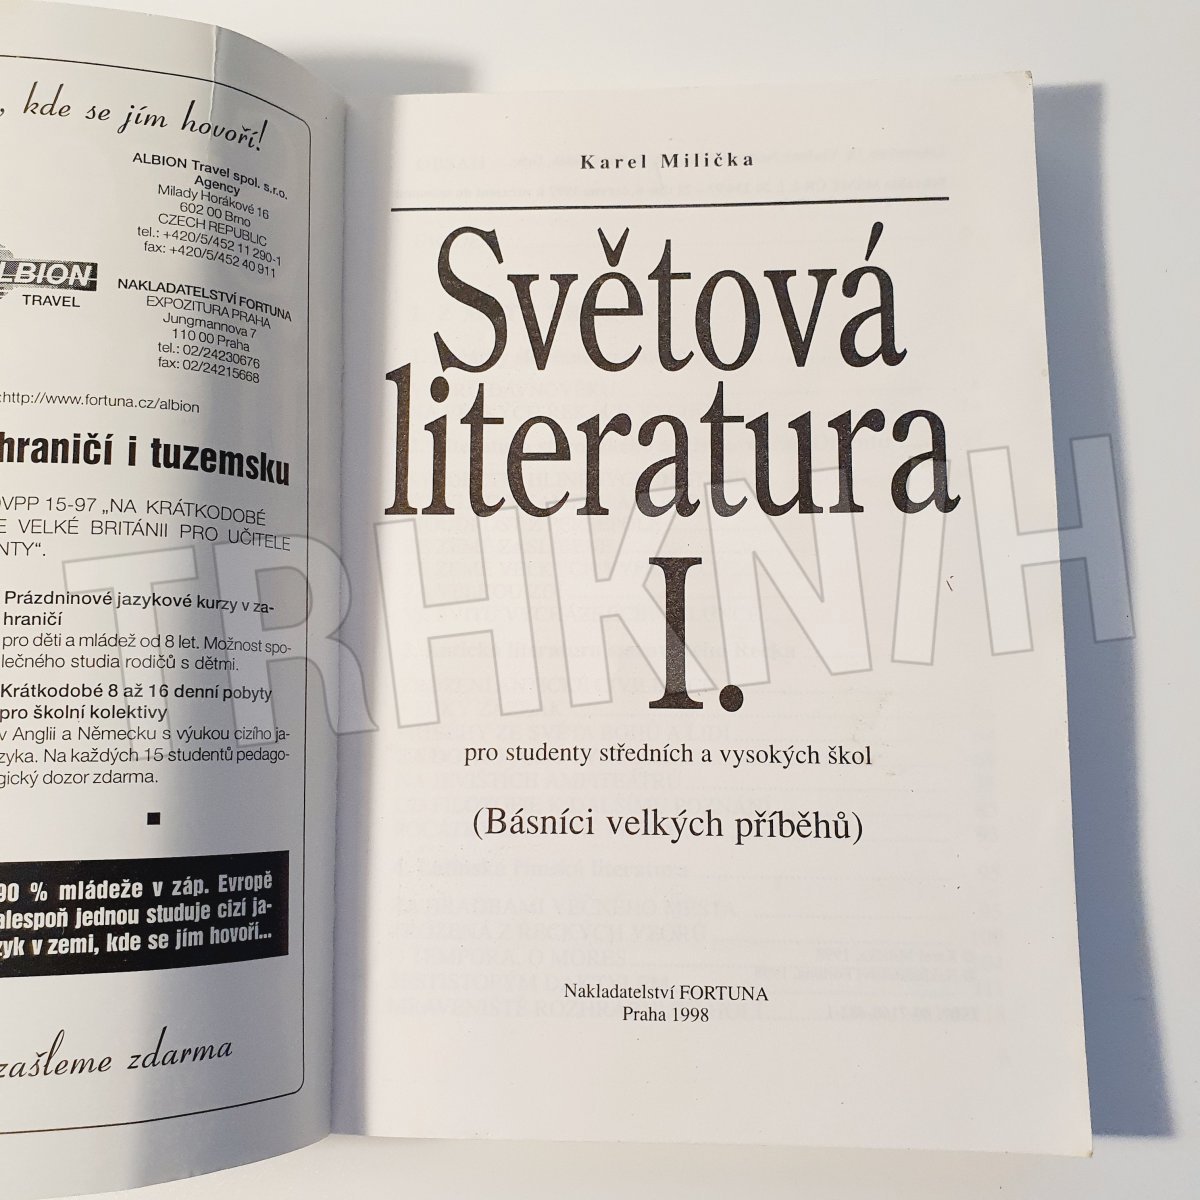 , kde se jím hovoří!
ALBION Travel spol. s.r.o.
Agency
Milady Horákové 16
602 00 Brno
CZECH REPUBLIC
tel.: +420/5/452 11 290-1
fax: +420/5/452 40 911
LBION
TRAVEL
NAKLADATELSTVÍ FORTUNA
EXPOZITURA PRAHA
Jungmannova 7
110 00 Praha
tel.: 02/24230676
fax: 02/24215668
:http://www.fortuna.cz/albion
hraničí i tuzemsku
OVPP 15-97 „NA KRÁTKODOBÉ
E VELKÉ BRITÁNII PRO UČITELE
NTY“.
Prázdninové jazykové kurzy v za-
hraničí
pro děti a mládež od 8 let. Možnost spo-
lečného studia rodičů s dětmi.
Krátkodobé 8 až 16 denní pobyty
pro školní kolektivy
v Anglii a Německu s výukou cizího ja-
zyka. Na každých 15 studentů pedago-
gický dozor zdarma.
90 % mládeže v záp. Evropě
alespoň jednou studuje cizí ja-
zyk v zemi, kde se jím hovoří...
zašleme zdarma
Karel Milička
Světová
literatura
I.
pro studenty středních a vysokých škol
(Básníci velkých příběhů)
Nakladatelství FORTUNA
Praha 1998
TRHKNIH